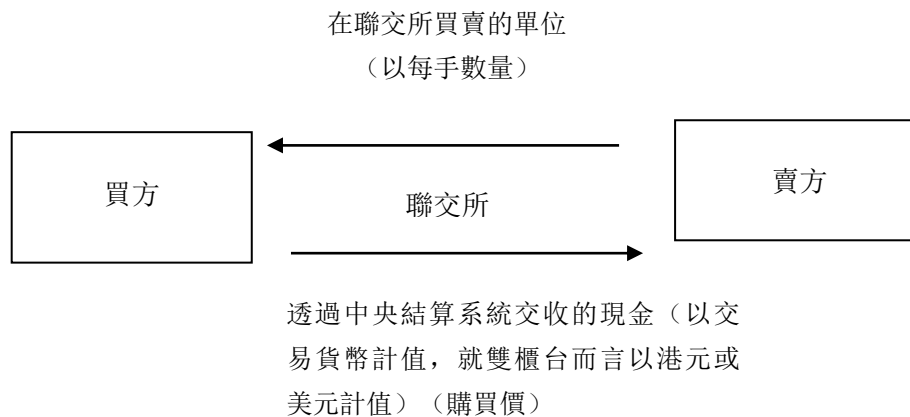 在聯交所買賣的單位
（以每手數量）
買方
聯交所
賣方
透過中央結算系統交收的現金（以交
易貨幣計值，就雙櫃台而言以港元或
美元計值）（購買價）